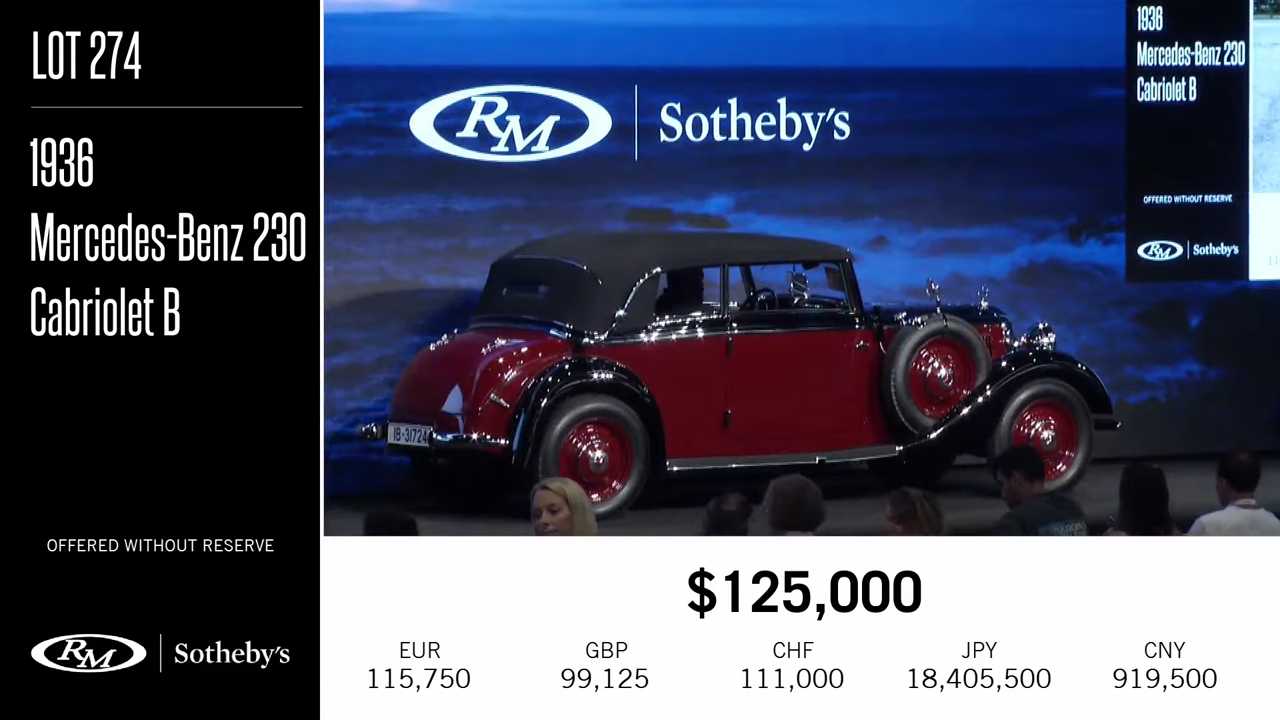 LOT 274
1936
Mercedes-Benz 230
Cabriolet B
OFFERED WITHOUT RESERVE
RM Sotheby's
RM Sotheby's
1936
Mercedes-Benz 230
Cabriolet B
OFFERED WITHOUT RESERVE
RM Sotheby's
IB-31724
$125,000
EUR
115,750
GBP
99,125
CHF
111,000
JPY
18,405,500
CNY
919,500